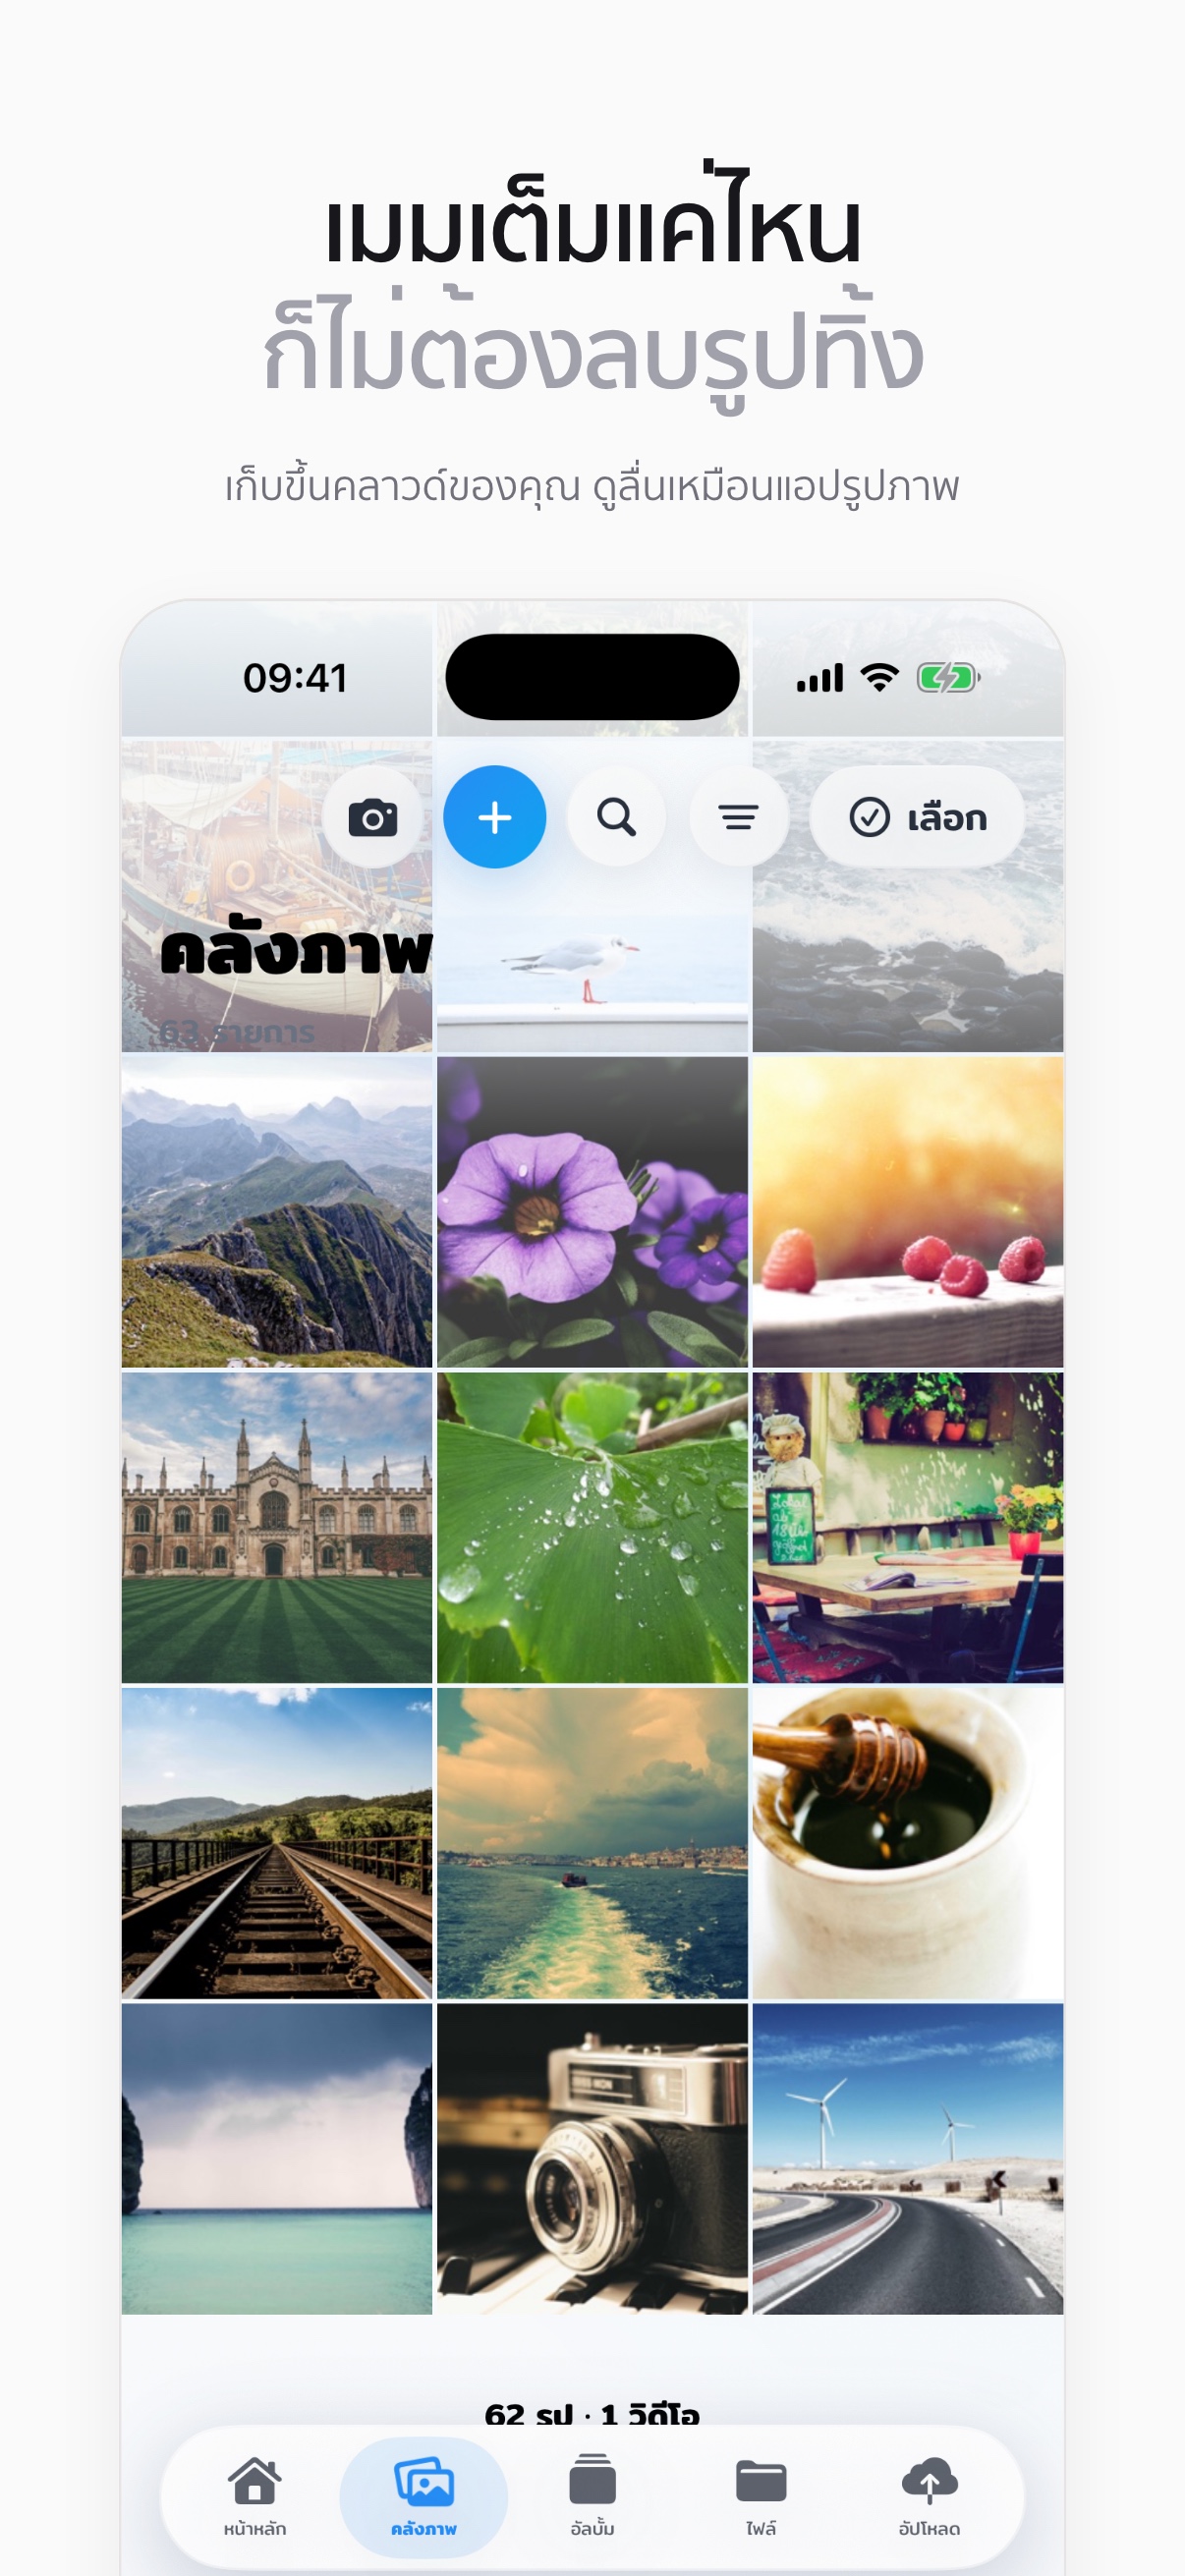 เมมเต็มแค่ไหน
ก็ไม่ต้องลบรูปทิ้ง
เก็บขึ้นคลาวด์ของคุณ ดูลื่นเหมือนแอปรูปภาพ
09:41
เลือก
คลังภาพ
63 รายการ
Lokal
ab
18 Uhr
geöffnet
62 รูป · 1 วิดีโอ
หน้าหลัก
คลังภาพ
อัลบั้ม
ไฟล์
อัปโหลด